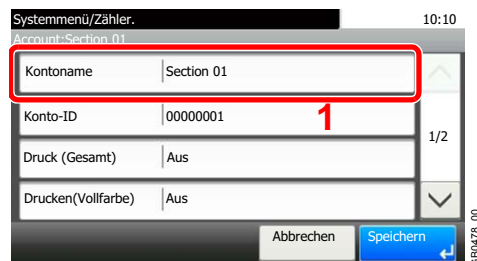 Systemmenü/Zähler. 10:10
Account:Section 01
Kontoname Section 01
Konto-ID 00000001
1
1/2
Druck (Gesamt) Aus
Drucken(Vollfarbe) Aus
Abbrechen Speichern
GB0478_00